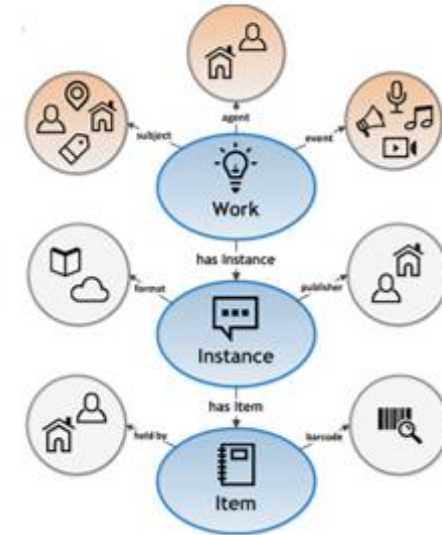 agent
subject
event
Work
has Instance
format
publisher
Instance
has Item
held by
barcode
Item